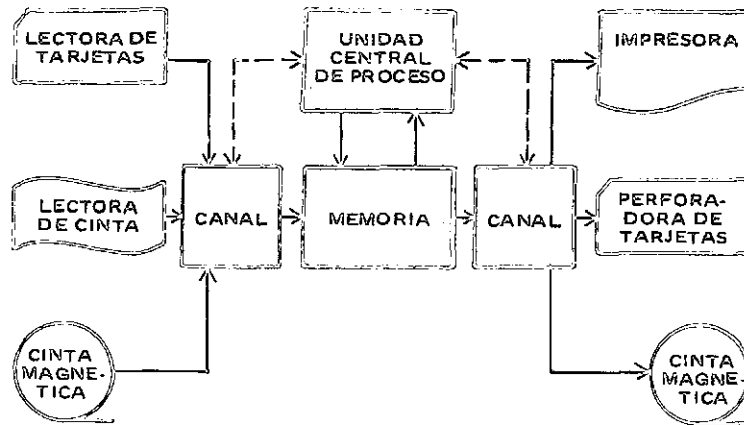 LECTORA DE
TARJETAS
UNIDAD
CENTRAL
DE PROCESO
IMPRESORA
LECTORA
DE CINTA
CANAL
MEMORIA
CANAL
PERFORA-
DORA DE
TARJETAS
CINTA
MAGNE-
TICA
CINTA
MAGNE-
TICA